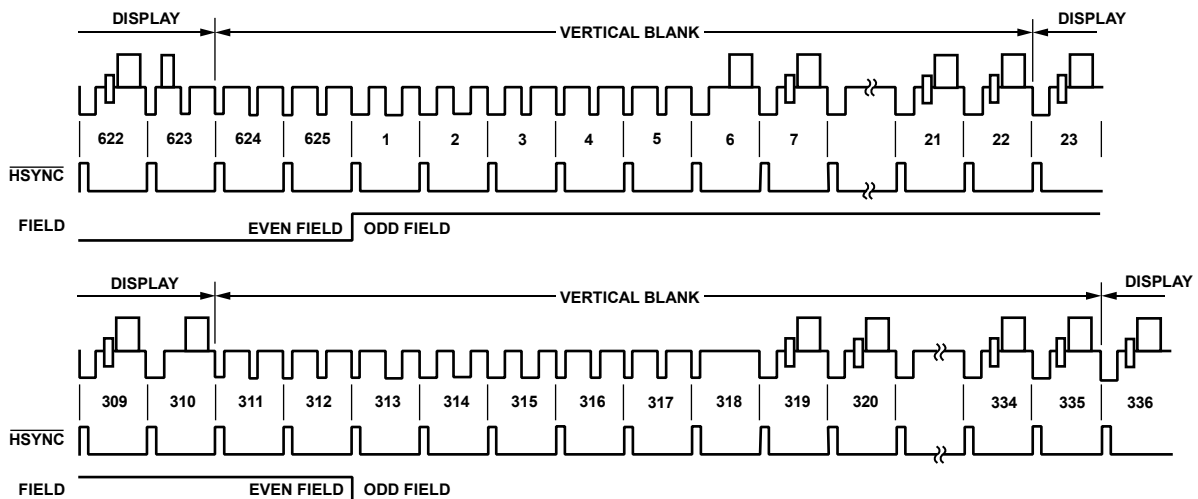 DISPLAY VERTICAL BLANK DISPLAY
622 623 624 625 1 2 3 4 5 6 7 21 22 23
HSYNC
FIELD EVEN FIELD ODD FIELD
DISPLAY VERTICAL BLANK DISPLAY
309 310 311 312 313 314 315 316 317 318 319 320 334 335 336
HSYNC
FIELD EVEN FIELD ODD FIELD